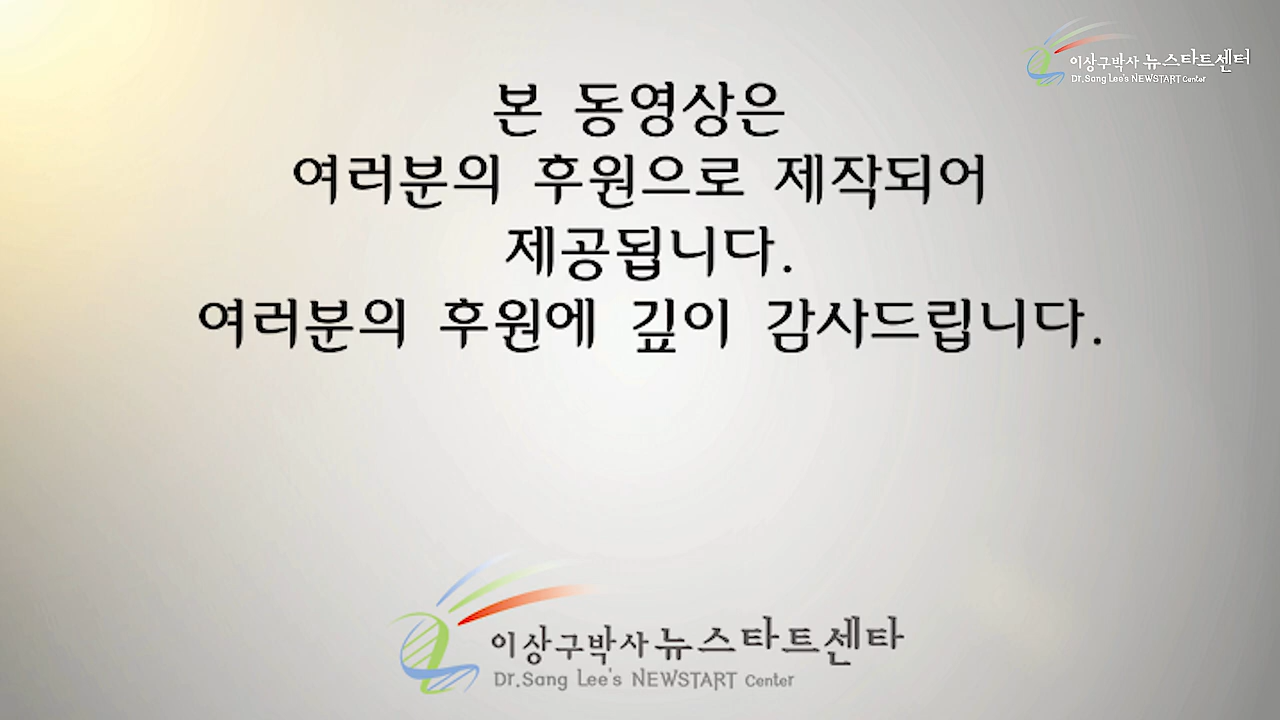 이상구박사 뉴스타트센터
Dr.Sang Lee's NEWSTART Center
본 동영상은
여러분의 후원으로 제작되어
제공됩니다.
여러분의 후원에 깊이 감사드립니다.
이상구박사 뉴스타트센타
Dr.Sang Lee's NEWSTART Center